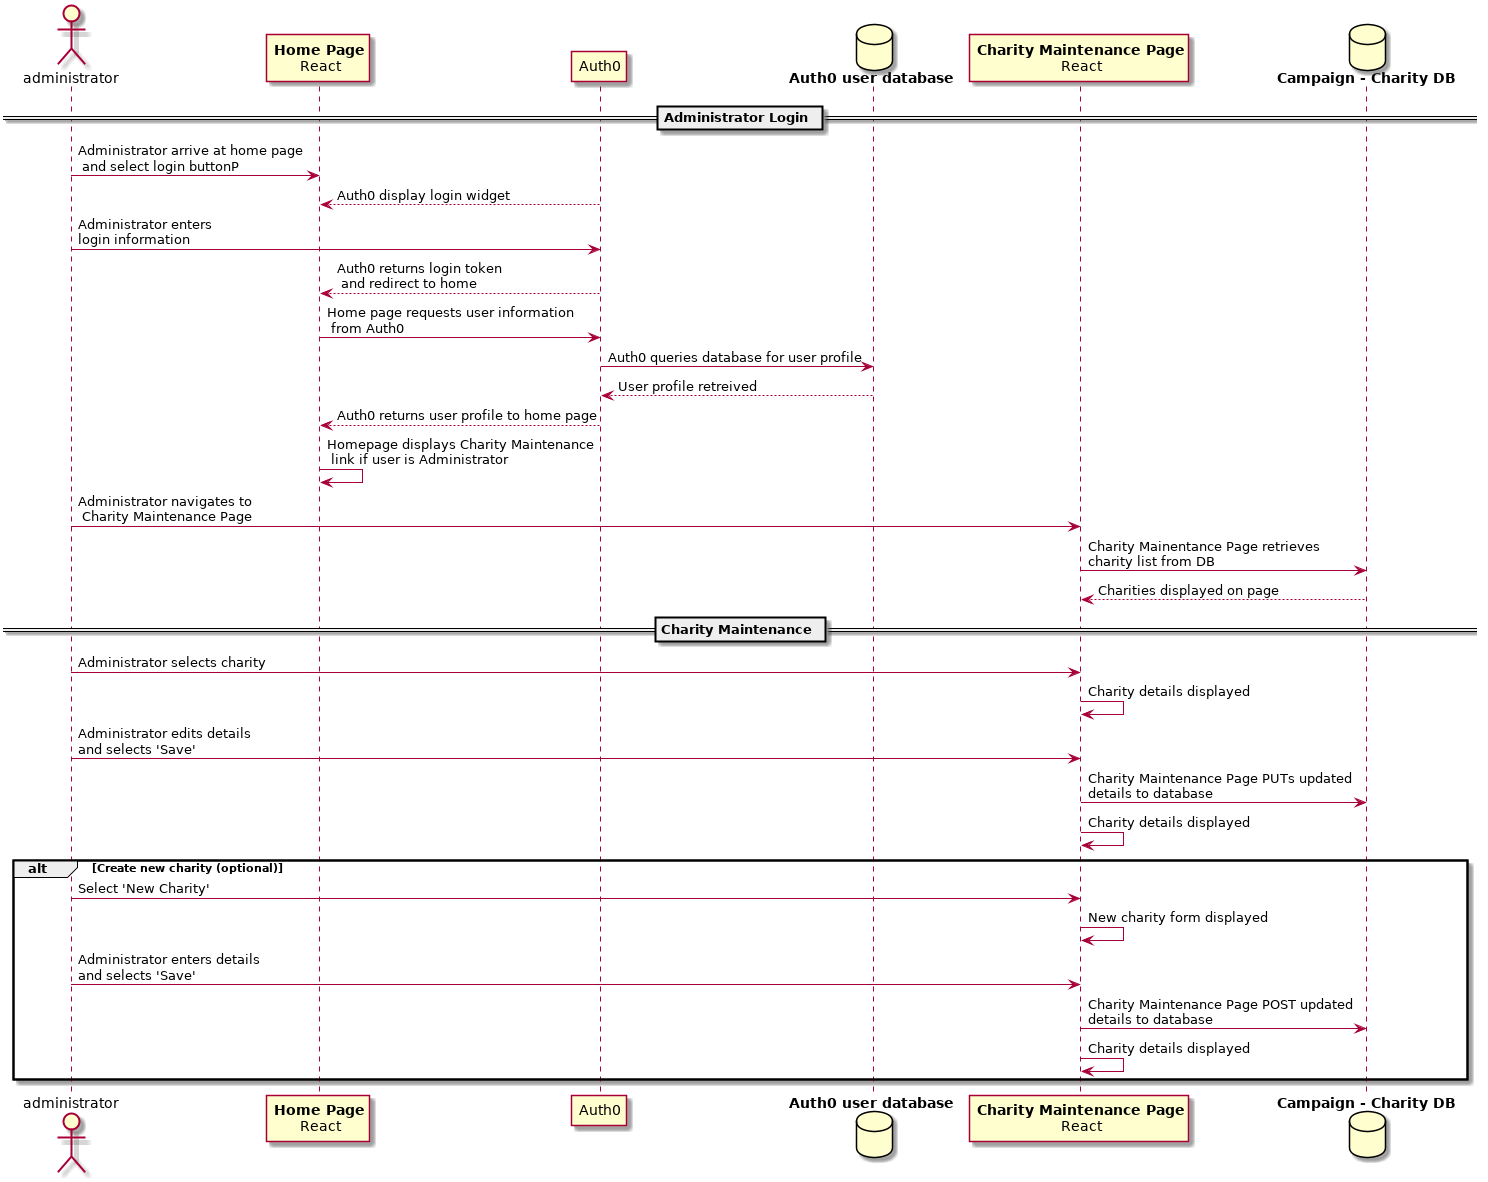 administrator
Home Page
React
Auth0
Auth0 user database
Charity Maintenance Page
React
Campaign - Charity DB
Administrator Login
Administrator arrive at home page
and select login buttonP
Auth0 display login widget
Administrator enters
login information
Auth0 returns login token
and redirect to home
Home page requests user information
from Auth0
Auth0 queries database for user profile
User profile retreived
Auth0 returns user profile to home page
Homepage displays Charity Maintenance
link if user is Administrator
Administrator navigates to
Charity Maintenance Page
Charity Mainentance Page retrieves
charity list from DB
Charities displayed on page
Charity Maintenance
Administrator selects charity
Charity details displayed
Administrator edits details
and selects 'Save'
Charity Maintenance Page PUTs updated
details to database
Charity details displayed
alt [Create new charity (optional)]
Select 'New Charity'
New charity form displayed
Administrator enters details
and selects 'Save'
Charity Maintenance Page POST updated
details to database
Charity details displayed
administrator
Home Page
React
Auth0
Auth0 user database
Charity Maintenance Page
React
Campaign - Charity DB